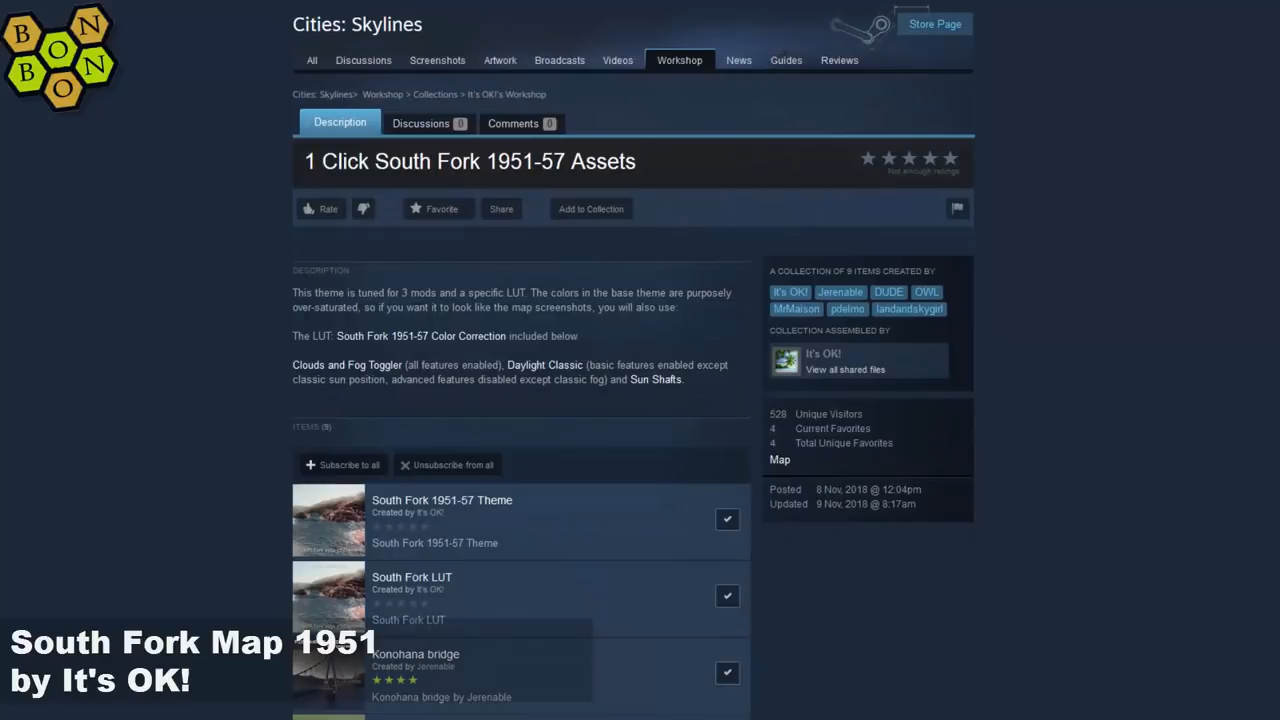 B O N
B O N
Cities: Skylines
Store Page
All Discussions Screenshots Artwork Broadcasts Videos Workshop News Guides Reviews
Cities: Skylines > Workshop > Collections > It's OK!'s Workshop
Description Discussions 0 Comments 0
1 Click South Fork 1951-57 Assets
Not enough ratings
Rate Favorite Share Add to Collection
DESCRIPTION
This theme is tuned for 3 mods and a specific LUT. The colors in the base theme are purposely
over-saturated, so if you want it to look like the map screenshots, you will also use:
The LUT: South Fork 1951-57 Color Correction included below.
Clouds and Fog Toggler (all features enabled), Daylight Classic (basic features enabled except
classic sun position, advanced features disabled except classic fog) and Sun Shafts.
A COLLECTION OF 9 ITEMS CREATED BY
It's OK! Jerenable DUDE OWL
MrMaison pdelmo landandskygirl
COLLECTION ASSEMBLED BY
It's OK!
View all shared files
528 Unique Visitors
4 Current Favorites
4 Total Unique Favorites
Map
Posted 8 Nov, 2018 @ 12:04pm
Updated 9 Nov, 2018 @ 8:17am
ITEMS (9)
Subscribe to all Unsubscribe from all
South Fork 1951-57 Theme
Created by It's OK!
South Fork 1951-57 Theme
South Fork LUT
Created by It's OK!
South Fork LUT
Konohana bridge
Created by Jerenable
Konohana bridge by Jerenable
South Fork Map 1951
by It's OK!